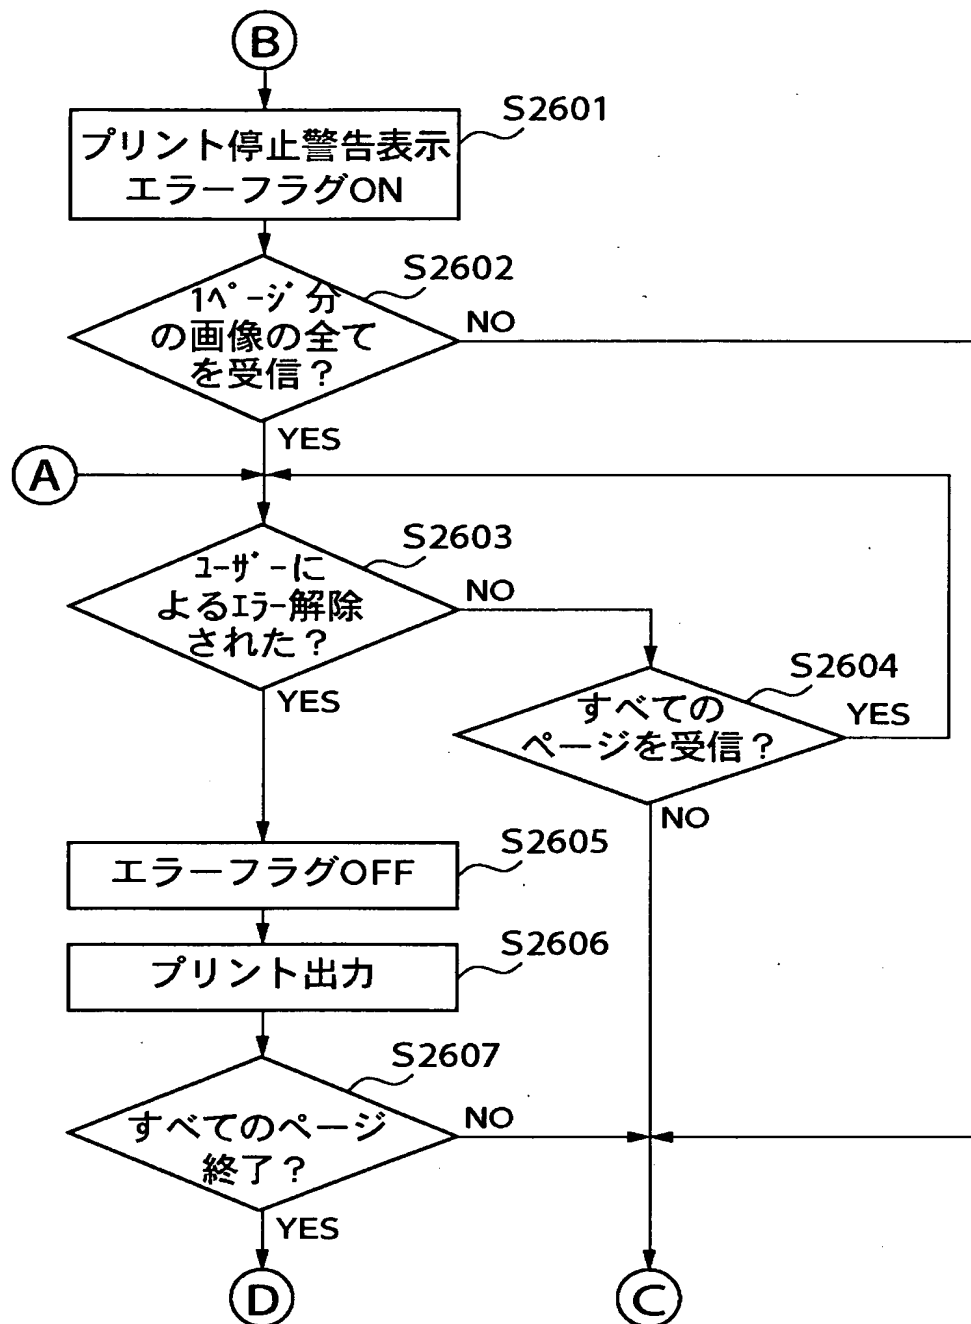 B
S2601
プリント停止警告表示
エラーフラグON
S2602
1ﾍﾟｰｼﾞ分
の画像の全て
を受信？
NO
YES
A
S2603
ﾕｰｻﾞｰに
よるｴﾗｰ解除
された？
NO
YES
S2604
すべての
ページを受信？
YES
NO
S2605
エラーフラグOFF
S2606
プリント出力
S2607
すべてのページ
終了？
NO
YES
D
C